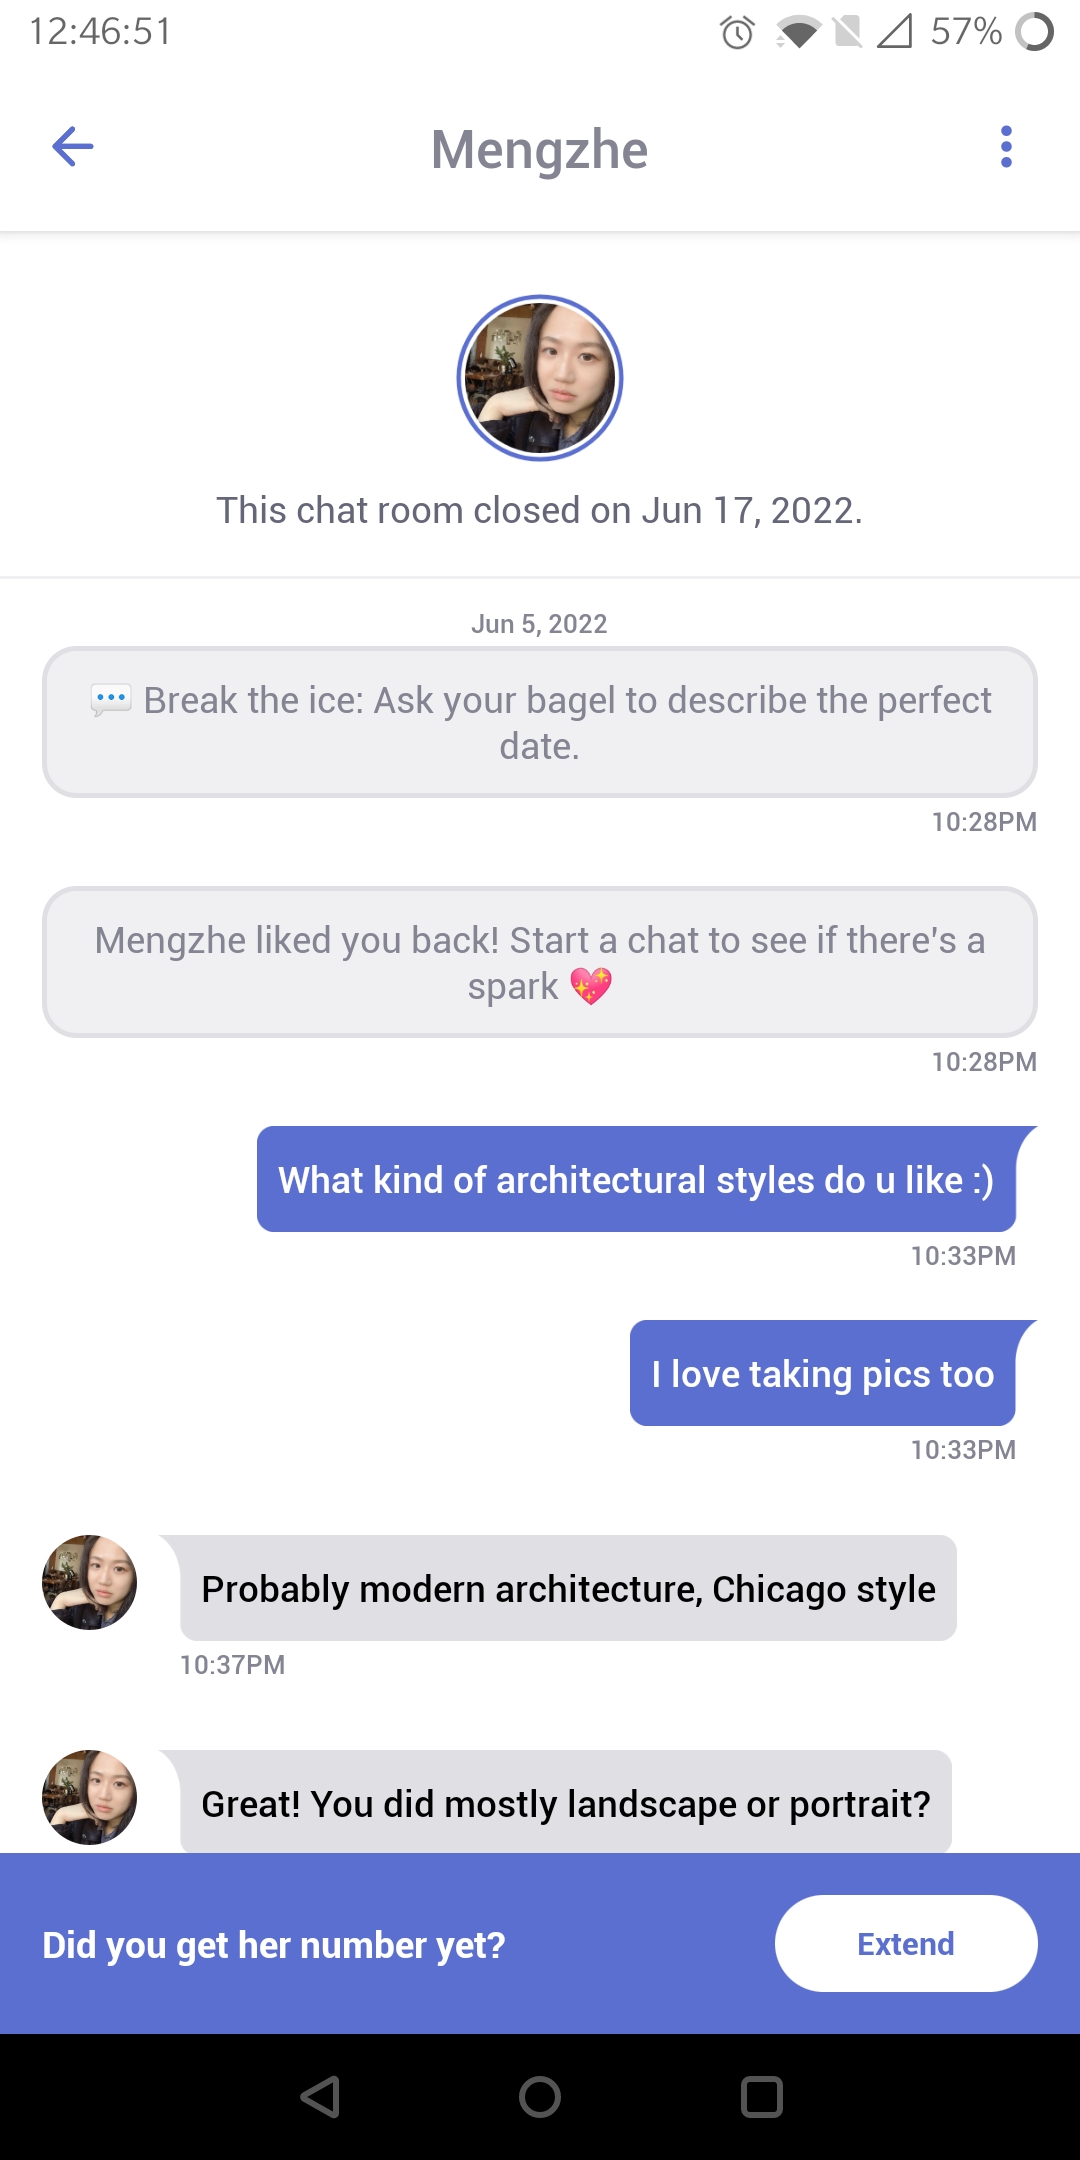 12:46:51
57%
Mengzhe
This chat room closed on Jun 17, 2022.
Jun 5, 2022
💬 Break the ice: Ask your bagel to describe the perfect
date.
10:28PM
Mengzhe liked you back! Start a chat to see if there's a
spark 💖
10:28PM
What kind of architectural styles do u like :)
10:33PM
I love taking pics too
10:33PM
Probably modern architecture, Chicago style
10:37PM
Great! You did mostly landscape or portrait?
Did you get her number yet?
Extend